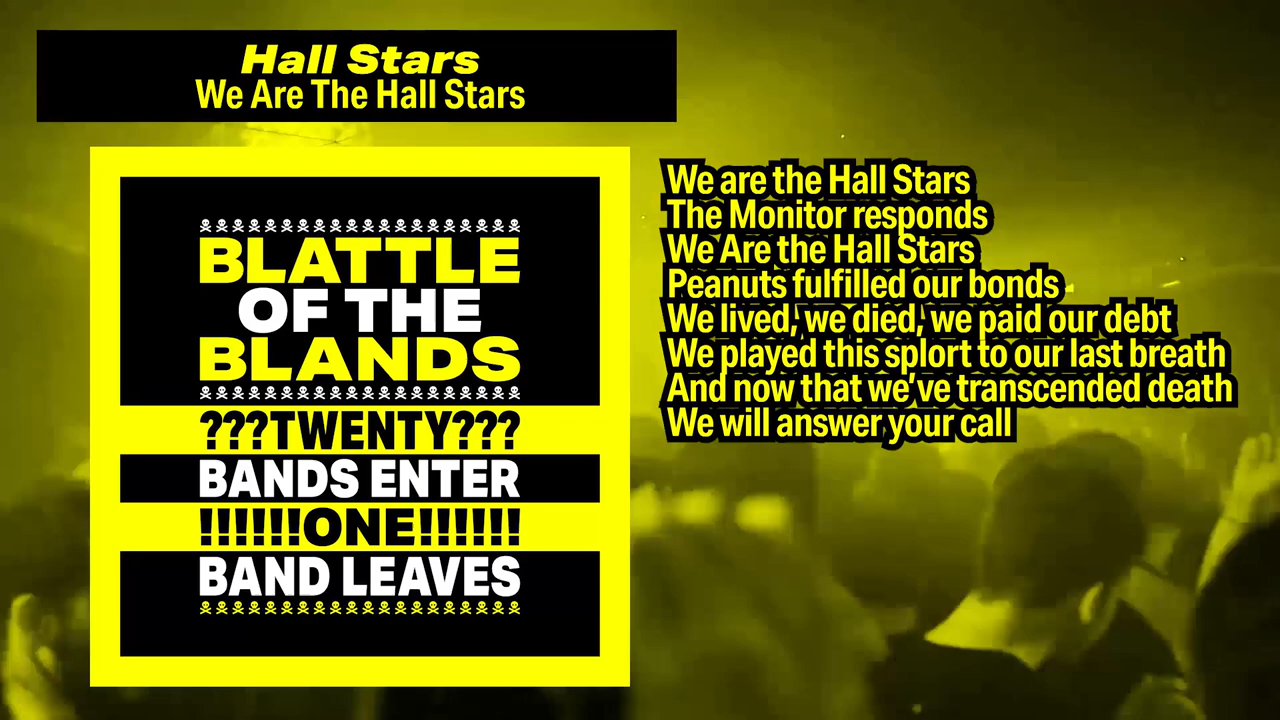 Hall Stars
We Are The Hall Stars
BLATTLE
OF THE
BLANDS
???TWENTY???
BANDS ENTER
!!!!!!ONE!!!!!!
BAND LEAVES
We are the Hall Stars
The Monitor responds
We Are the Hall Stars
Peanuts fulfilled our bonds
We lived, we died, we paid our debt
We played this splort to our last breath
And now that we've transcended death
We will answer your call